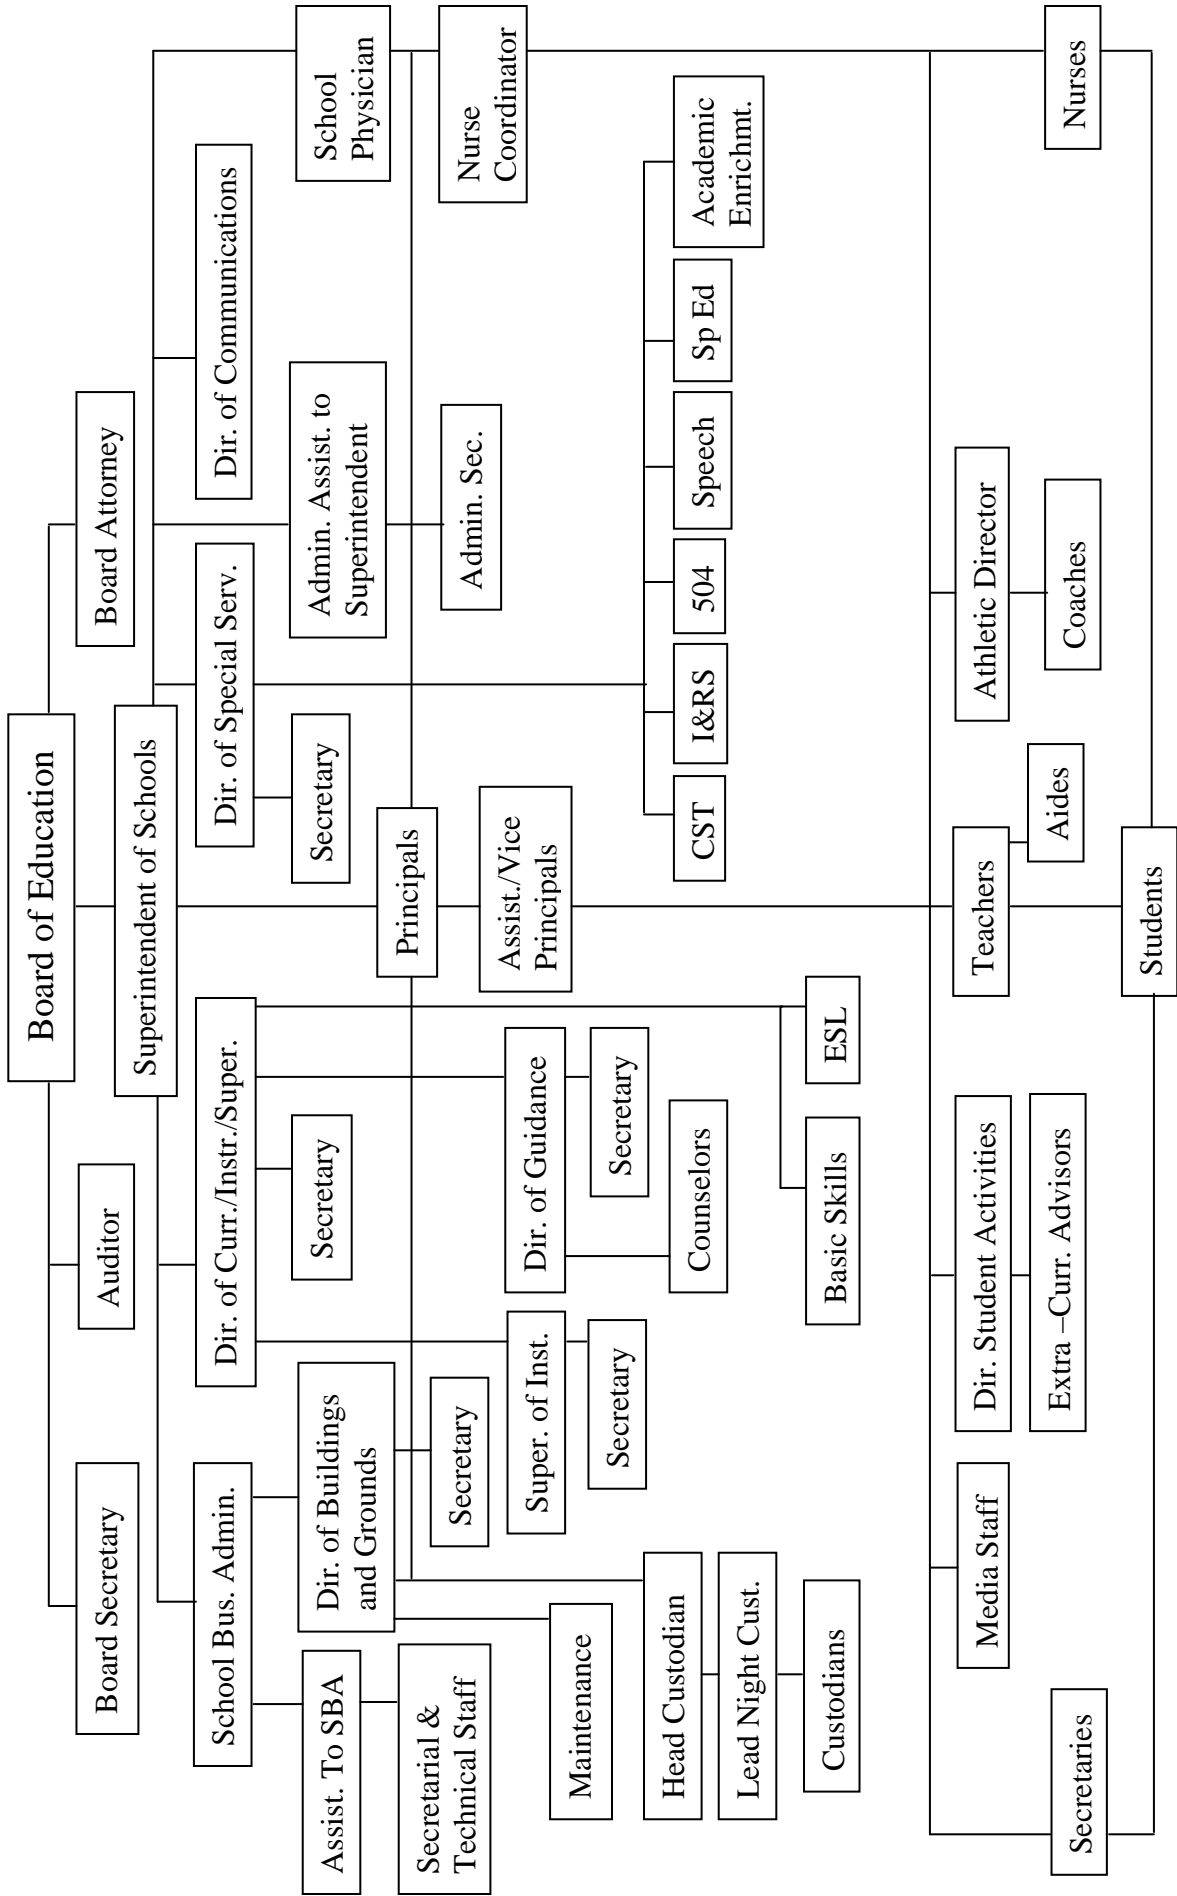 Board of Education
Board Secretary
Auditor
Board Attorney
Superintendent of Schools
School Bus. Admin.
Dir. of Curr./Instr./Super.
Dir. of Special Serv.
Dir. of Communications
Assist. To SBA
Dir. of Buildings
and Grounds
Secretary
Secretary
Admin. Assist. to
Superintendent
School
Physician
Secretarial &
Technical Staff
Secretary
Principals
Admin. Sec.
Nurse
Coordinator
Maintenance
Super. of Inst.
Dir. of Guidance
Assist./Vice
Principals
Secretary
Secretary
Head Custodian
Counselors
CST
I&RS
504
Speech
Sp Ed
Academic
Enrichmt.
Lead Night Cust.
Custodians
Basic Skills
ESL
Media Staff
Dir. Student Activities
Teachers
Athletic Director
Secretaries
Extra –Curr. Advisors
Aides
Coaches
Nurses
Students